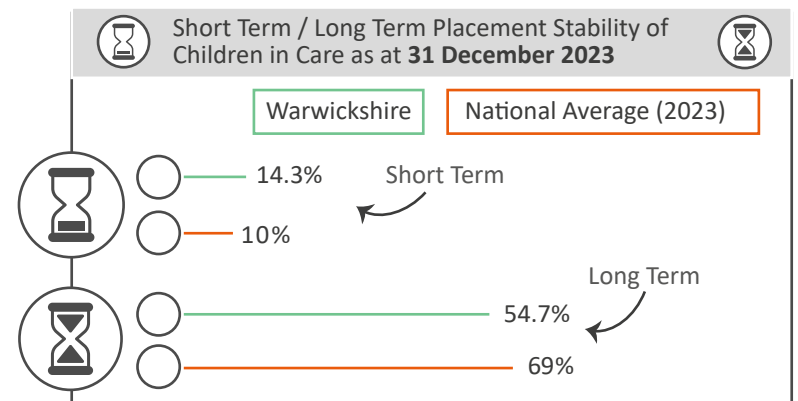 Short Term / Long Term Placement Stability of
Children in Care as at 31 December 2023
Warwickshire
National Average (2023)
14.3%
Short Term
10%
Long Term
54.7%
69%